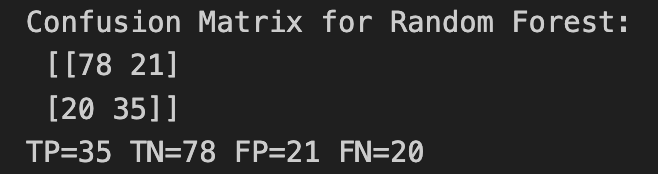 Confusion Matrix for Random Forest:
[[78 21]
[20 35]]
TP=35 TN=78 FP=21 FN=20